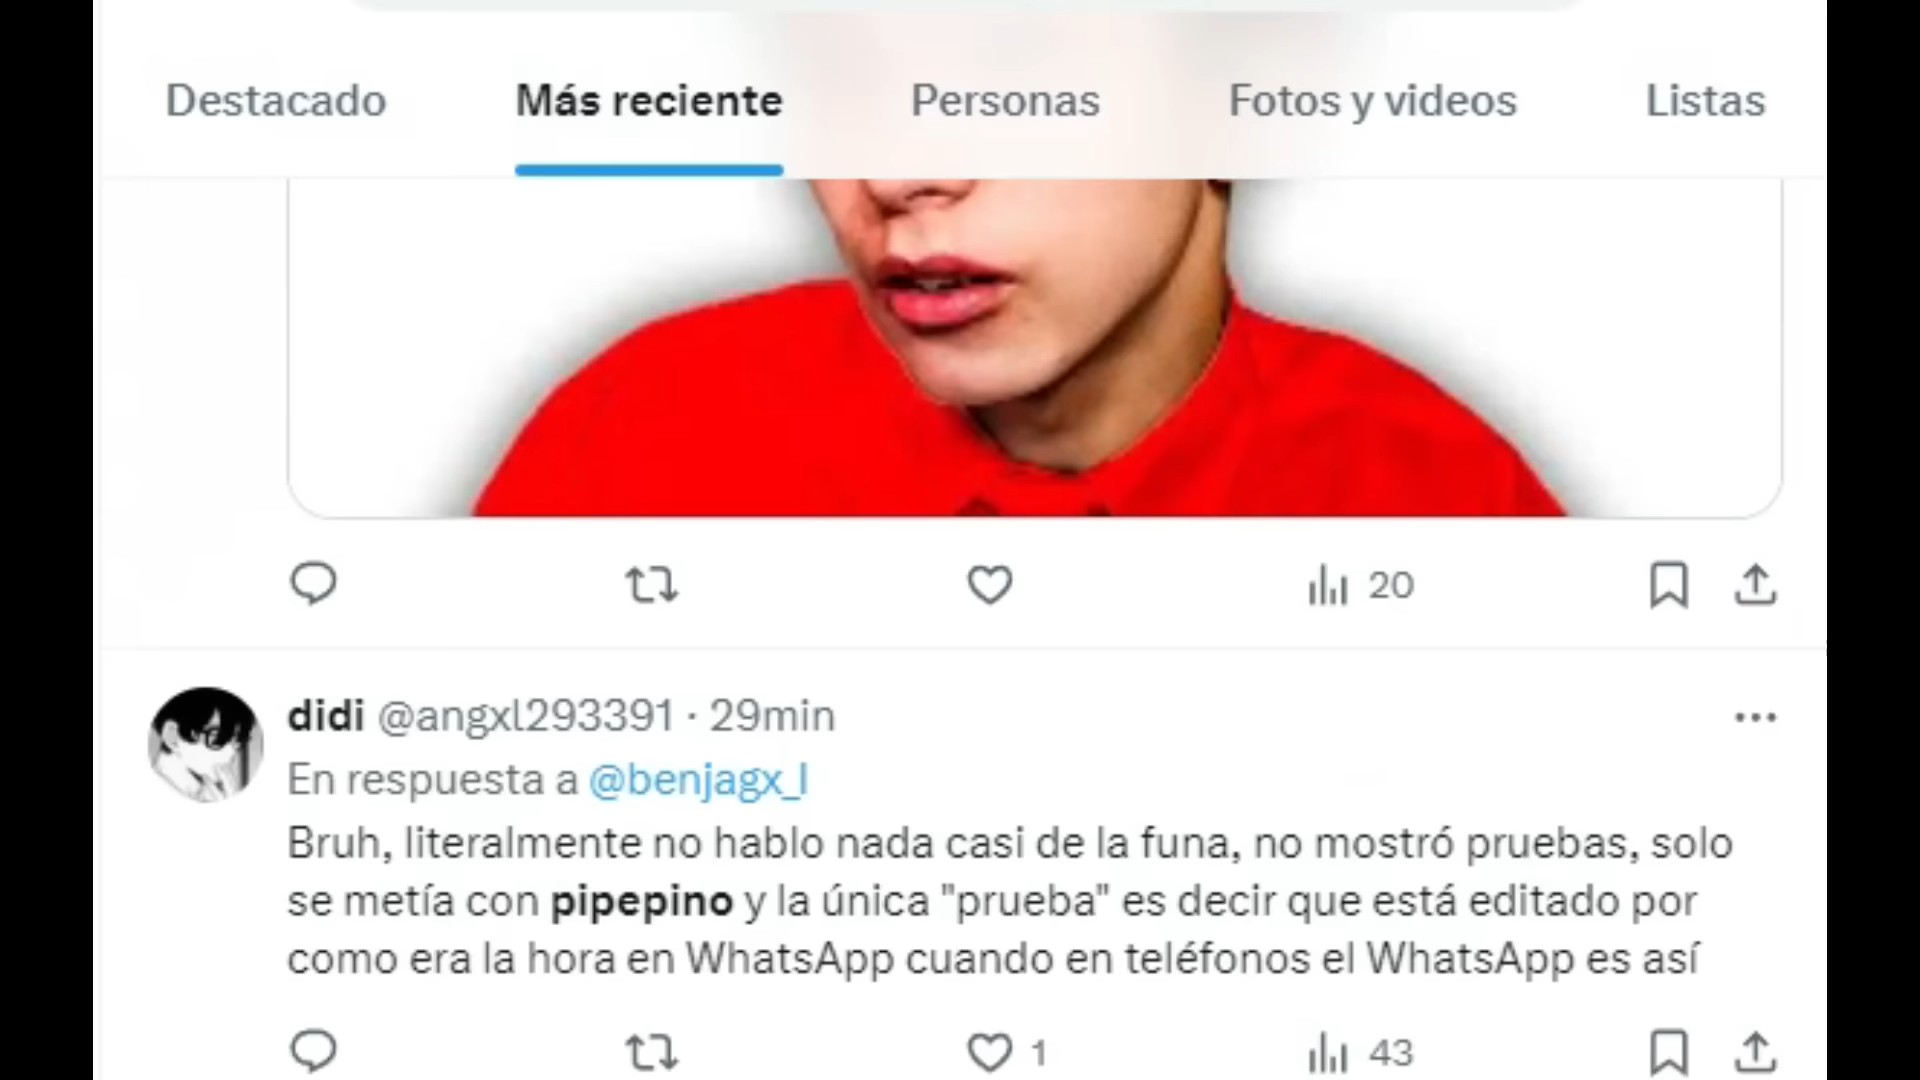 Destacado Más reciente Personas Fotos y videos Listas
20
didi @angxl293391 · 29min
En respuesta a @benjagx_l
Bruh, literalmente no hablo nada casi de la funa, no mostró pruebas, solo
se metía con pipepino y la única "prueba" es decir que está editado por
como era la hora en WhatsApp cuando en teléfonos el WhatsApp es así
1 43